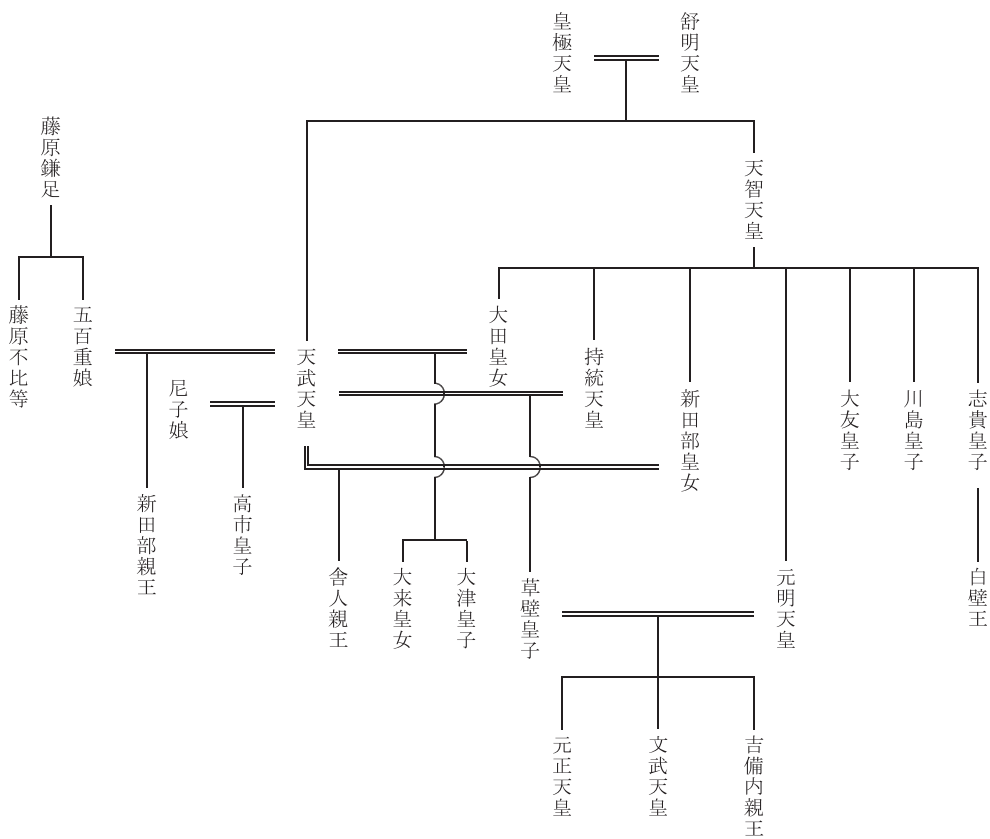 舒明天皇
皇極天皇
藤原鎌足
天智天皇
藤原不比等
五百重娘
尼子娘
天武天皇
大田皇女
持統天皇
新田部皇女
大友皇子
川島皇子
志貴皇子
新田部親王
高市皇子
舎人親王
大来皇女
大津皇子
草壁皇子
元明天皇
白壁王
元正天皇
文武天皇
吉備内親王